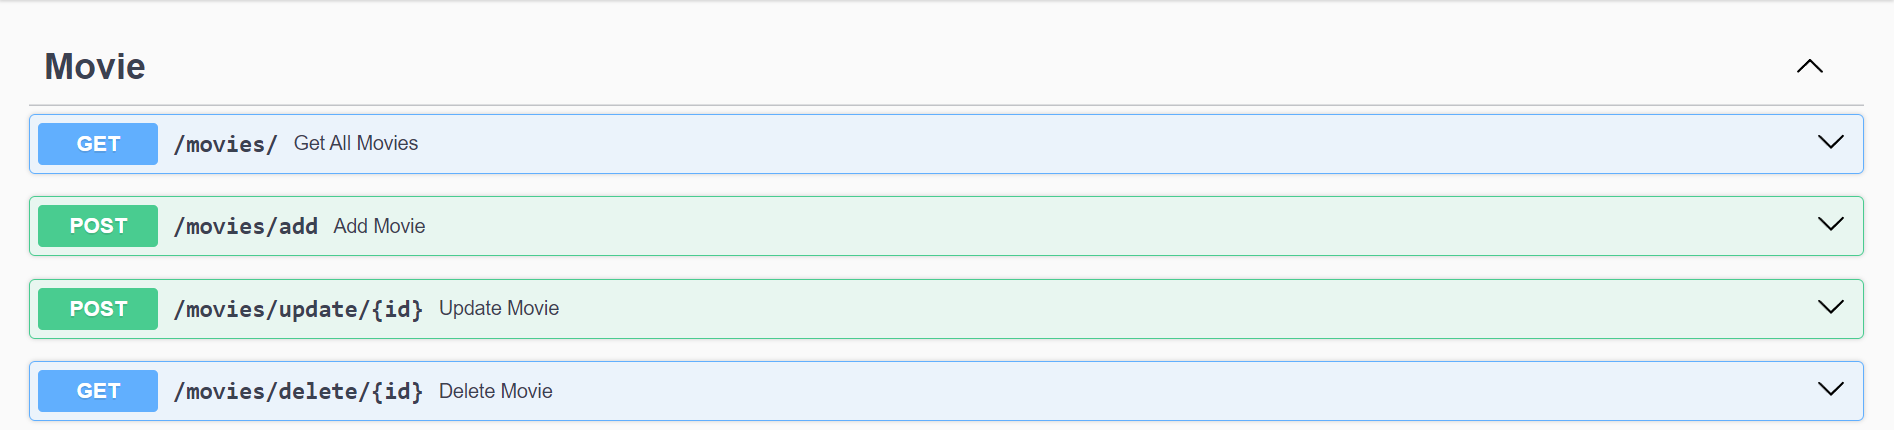 Movie
GET /movies/ Get All Movies
POST /movies/add Add Movie
POST /movies/update/{id} Update Movie
GET /movies/delete/{id} Delete Movie